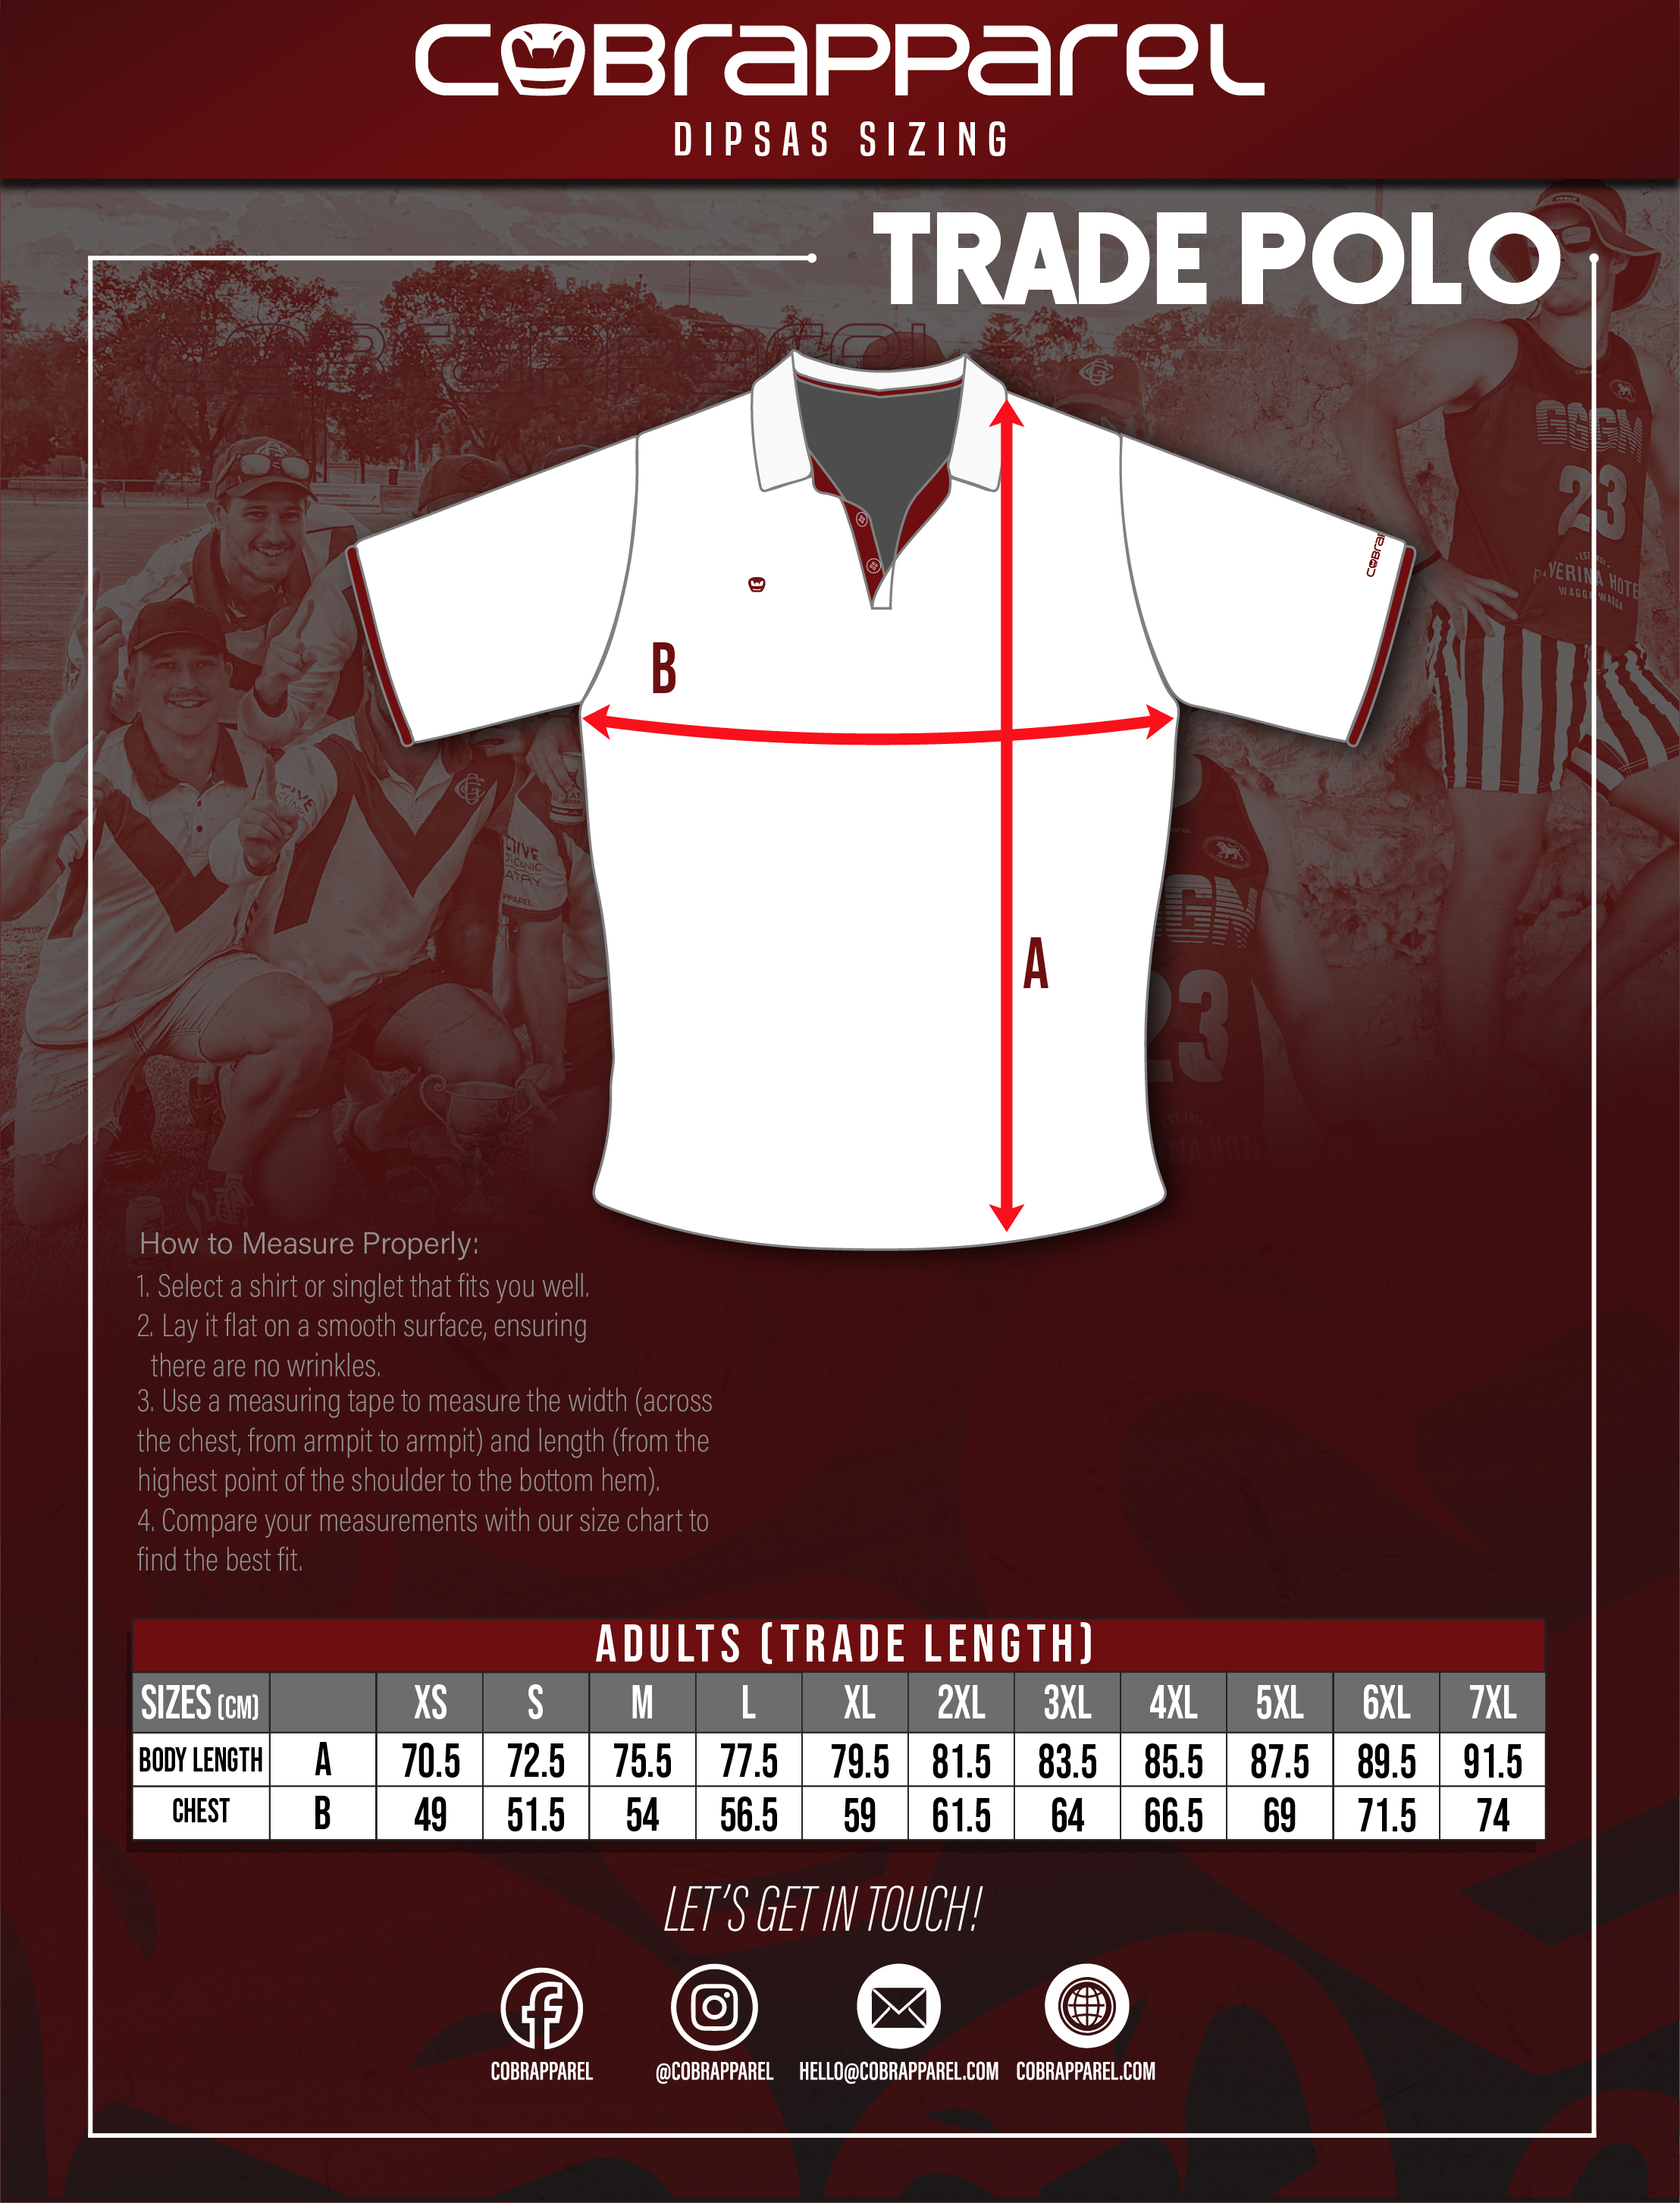 COBRAPPAREL
DIPSAS SIZING
TRADE POLO
GCGM
23
WAGGA WAGGA
COBRAP
B
A
GCGM
23
How to Measure Properly:
1. Select a shirt or singlet that fits you well.
2. Lay it flat on a smooth surface, ensuring
there are no wrinkles.
3. Use a measuring tape to measure the width (across
the chest, from armpit to armpit) and length (from the
highest point of the shoulder to the bottom hem).
4. Compare your measurements with our size chart to
find the best fit.
ADULTS (TRADE LENGTH)
SIZES (CM) XS S M L XL 2XL 3XL 4XL 5XL 6XL 7XL
BODY LENGTH A 70.5 72.5 75.5 77.5 79.5 81.5 83.5 85.5 87.5 89.5 91.5
CHEST B 49 51.5 54 56.5 59 61.5 64 66.5 69 71.5 74
LET'S GET IN TOUCH!
COBRAPPAREL @COBRAPPAREL HELLO@COBRAPPAREL.COM COBRAPPAREL.COM